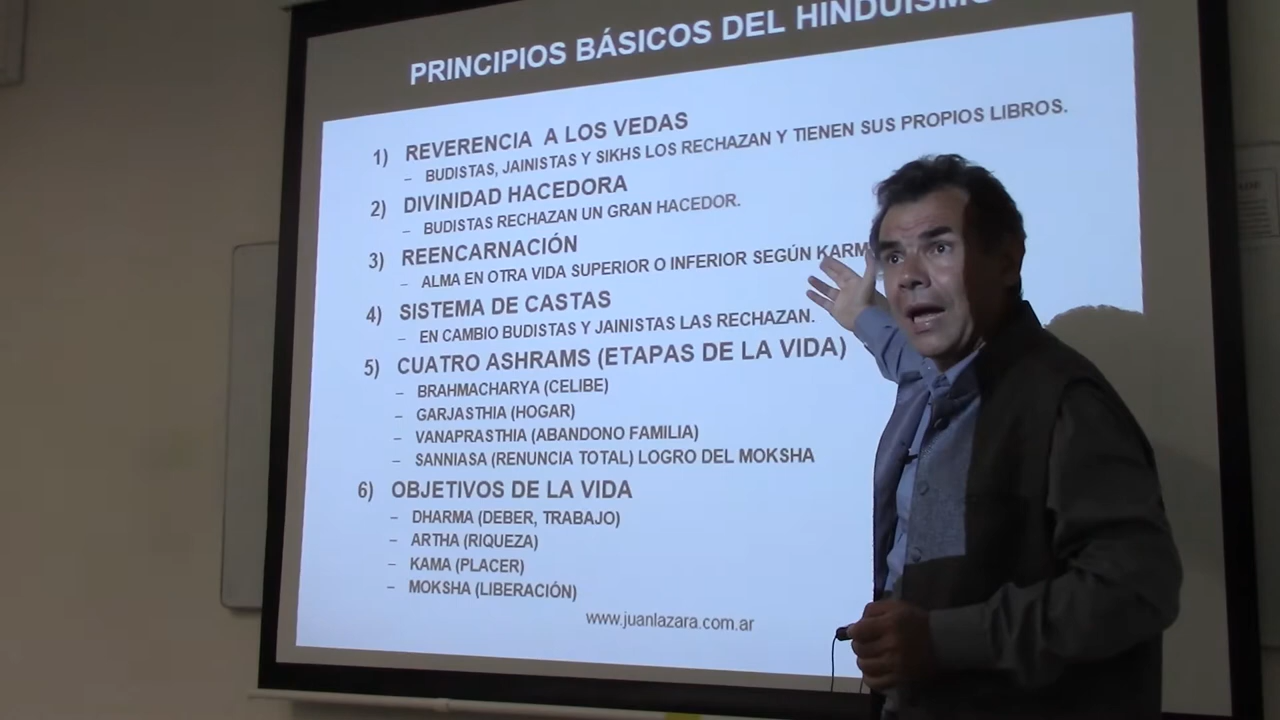 PRINCIPIOS BÁSICOS DEL HINDUISMO
1) REVERENCIA A LOS VEDAS
– BUDISTAS, JAINISTAS Y SIKHS LOS RECHAZAN Y TIENEN SUS PROPIOS LIBROS.
2) DIVINIDAD HACEDORA
– BUDISTAS RECHAZAN UN GRAN HACEDOR.
3) REENCARNACIÓN
– ALMA EN OTRA VIDA SUPERIOR O INFERIOR SEGÚN KARM
4) SISTEMA DE CASTAS
– EN CAMBIO BUDISTAS Y JAINISTAS LAS RECHAZAN.
5) CUATRO ASHRAMS (ETAPAS DE LA VIDA)
– BRAHMACHARYA (CELIBE)
– GARJASTHIA (HOGAR)
– VANAPRASTHIA (ABANDONO FAMILIA)
– SANNIASA (RENUNCIA TOTAL) LOGRO DEL MOKSHA
6) OBJETIVOS DE LA VIDA
– DHARMA (DEBER, TRABAJO)
– ARTHA (RIQUEZA)
– KAMA (PLACER)
– MOKSHA (LIBERACIÓN)
www.juanlazara.com.ar